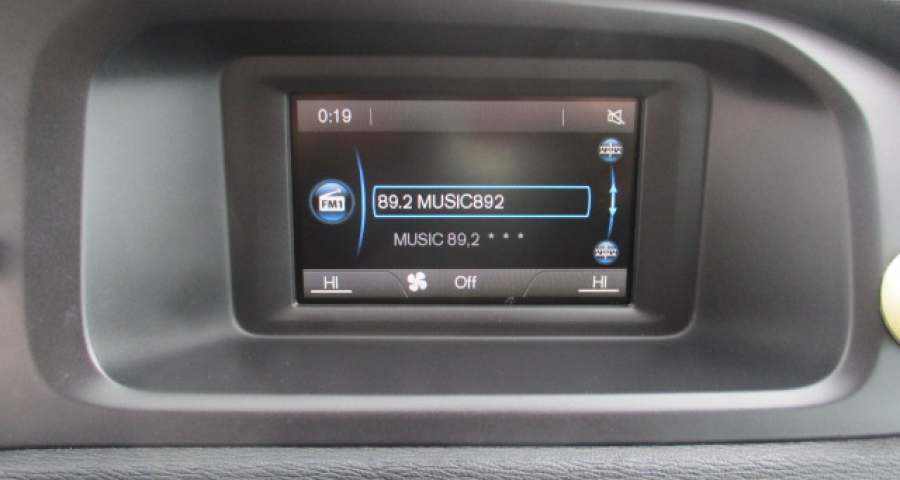 0:19
FM1
89.2 MUSIC892
MUSIC 89,2 * * *
HI Off HI